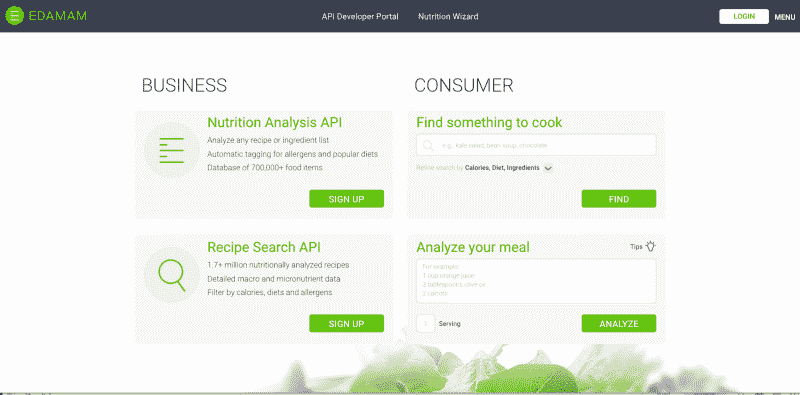 EDAMAM
API Developer Portal
Nutrition Wizard
LOGIN
MENU
BUSINESS
Nutrition Analysis API
Analyze any recipe or ingredient list
Automatic tagging for allergens and popular diets
Database of 700,000+ food items
SIGN UP
Recipe Search API
1.7+ million nutritionally analyzed recipes
Detailed macro and micronutrient data
Filter by calories, diets and allergens
SIGN UP
CONSUMER
Find something to cook
e.g., kale salad, bean soup, chocolate
Refine search by Calories, Diet, Ingredients
FIND
Analyze your meal
Tips
For example:
1 cup orange juice
2 tablespoons olive oil
2 carrots
1
Serving
ANALYZE